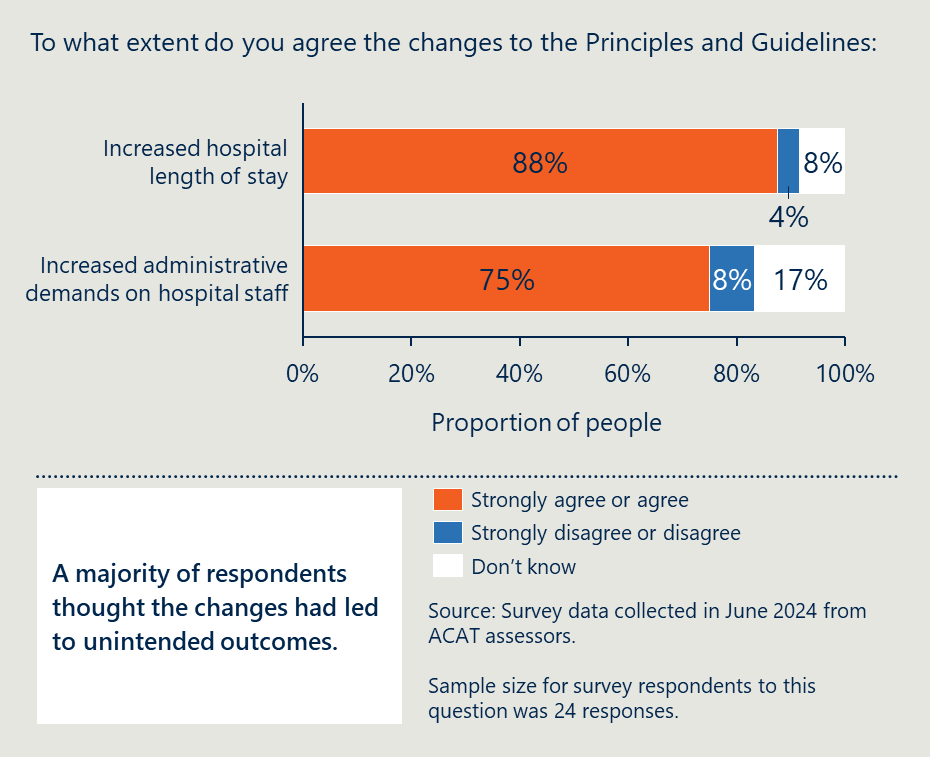 To what extent do you agree the changes to the Principles and Guidelines:
Increased hospital
length of stay
88%
8%
4%
Increased administrative
demands on hospital staff
75%
8%
17%
0%
20%
40%
60%
80%
100%
Proportion of people
A majority of respondents
thought the changes had led
to unintended outcomes.
Strongly agree or agree
Strongly disagree or disagree
Don’t know
Source: Survey data collected in June 2024 from
ACAT assessors.
Sample size for survey respondents to this
question was 24 responses.